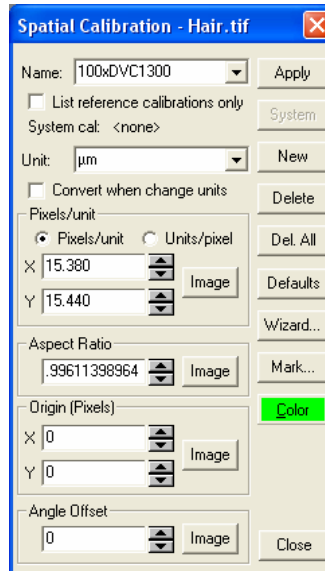 Spatial Calibration - Hair.tif
Name: 100xDVC1300 Apply
List reference calibrations only
System cal: <none> System
Unit: µm New
Convert when change units Delete
Pixels/unit
Pixels/unit Units/pixel Del. All
X 15.380 Image Defaults
Y 15.440
Wizard...
Aspect Ratio
.99611398964 Image Mark...
Origin (Pixels) Color
X 0 Image
Y 0
Angle Offset
0 Image Close